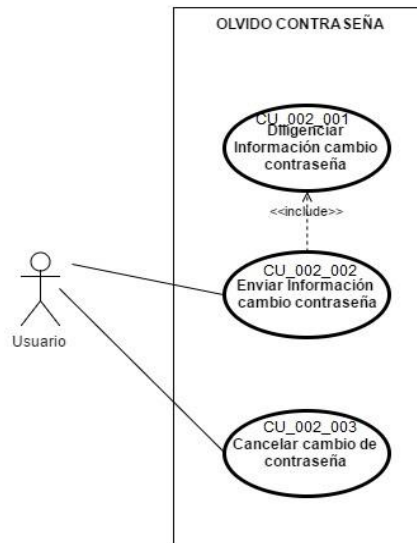 OLVIDO CONTRASEÑA
CU_002_001
Diligenciar
Información cambio
contraseña
<<include>>
CU_002_002
Enviar Información
cambio contraseña
Usuario
CU_002_003
Cancelar cambio de
contraseña